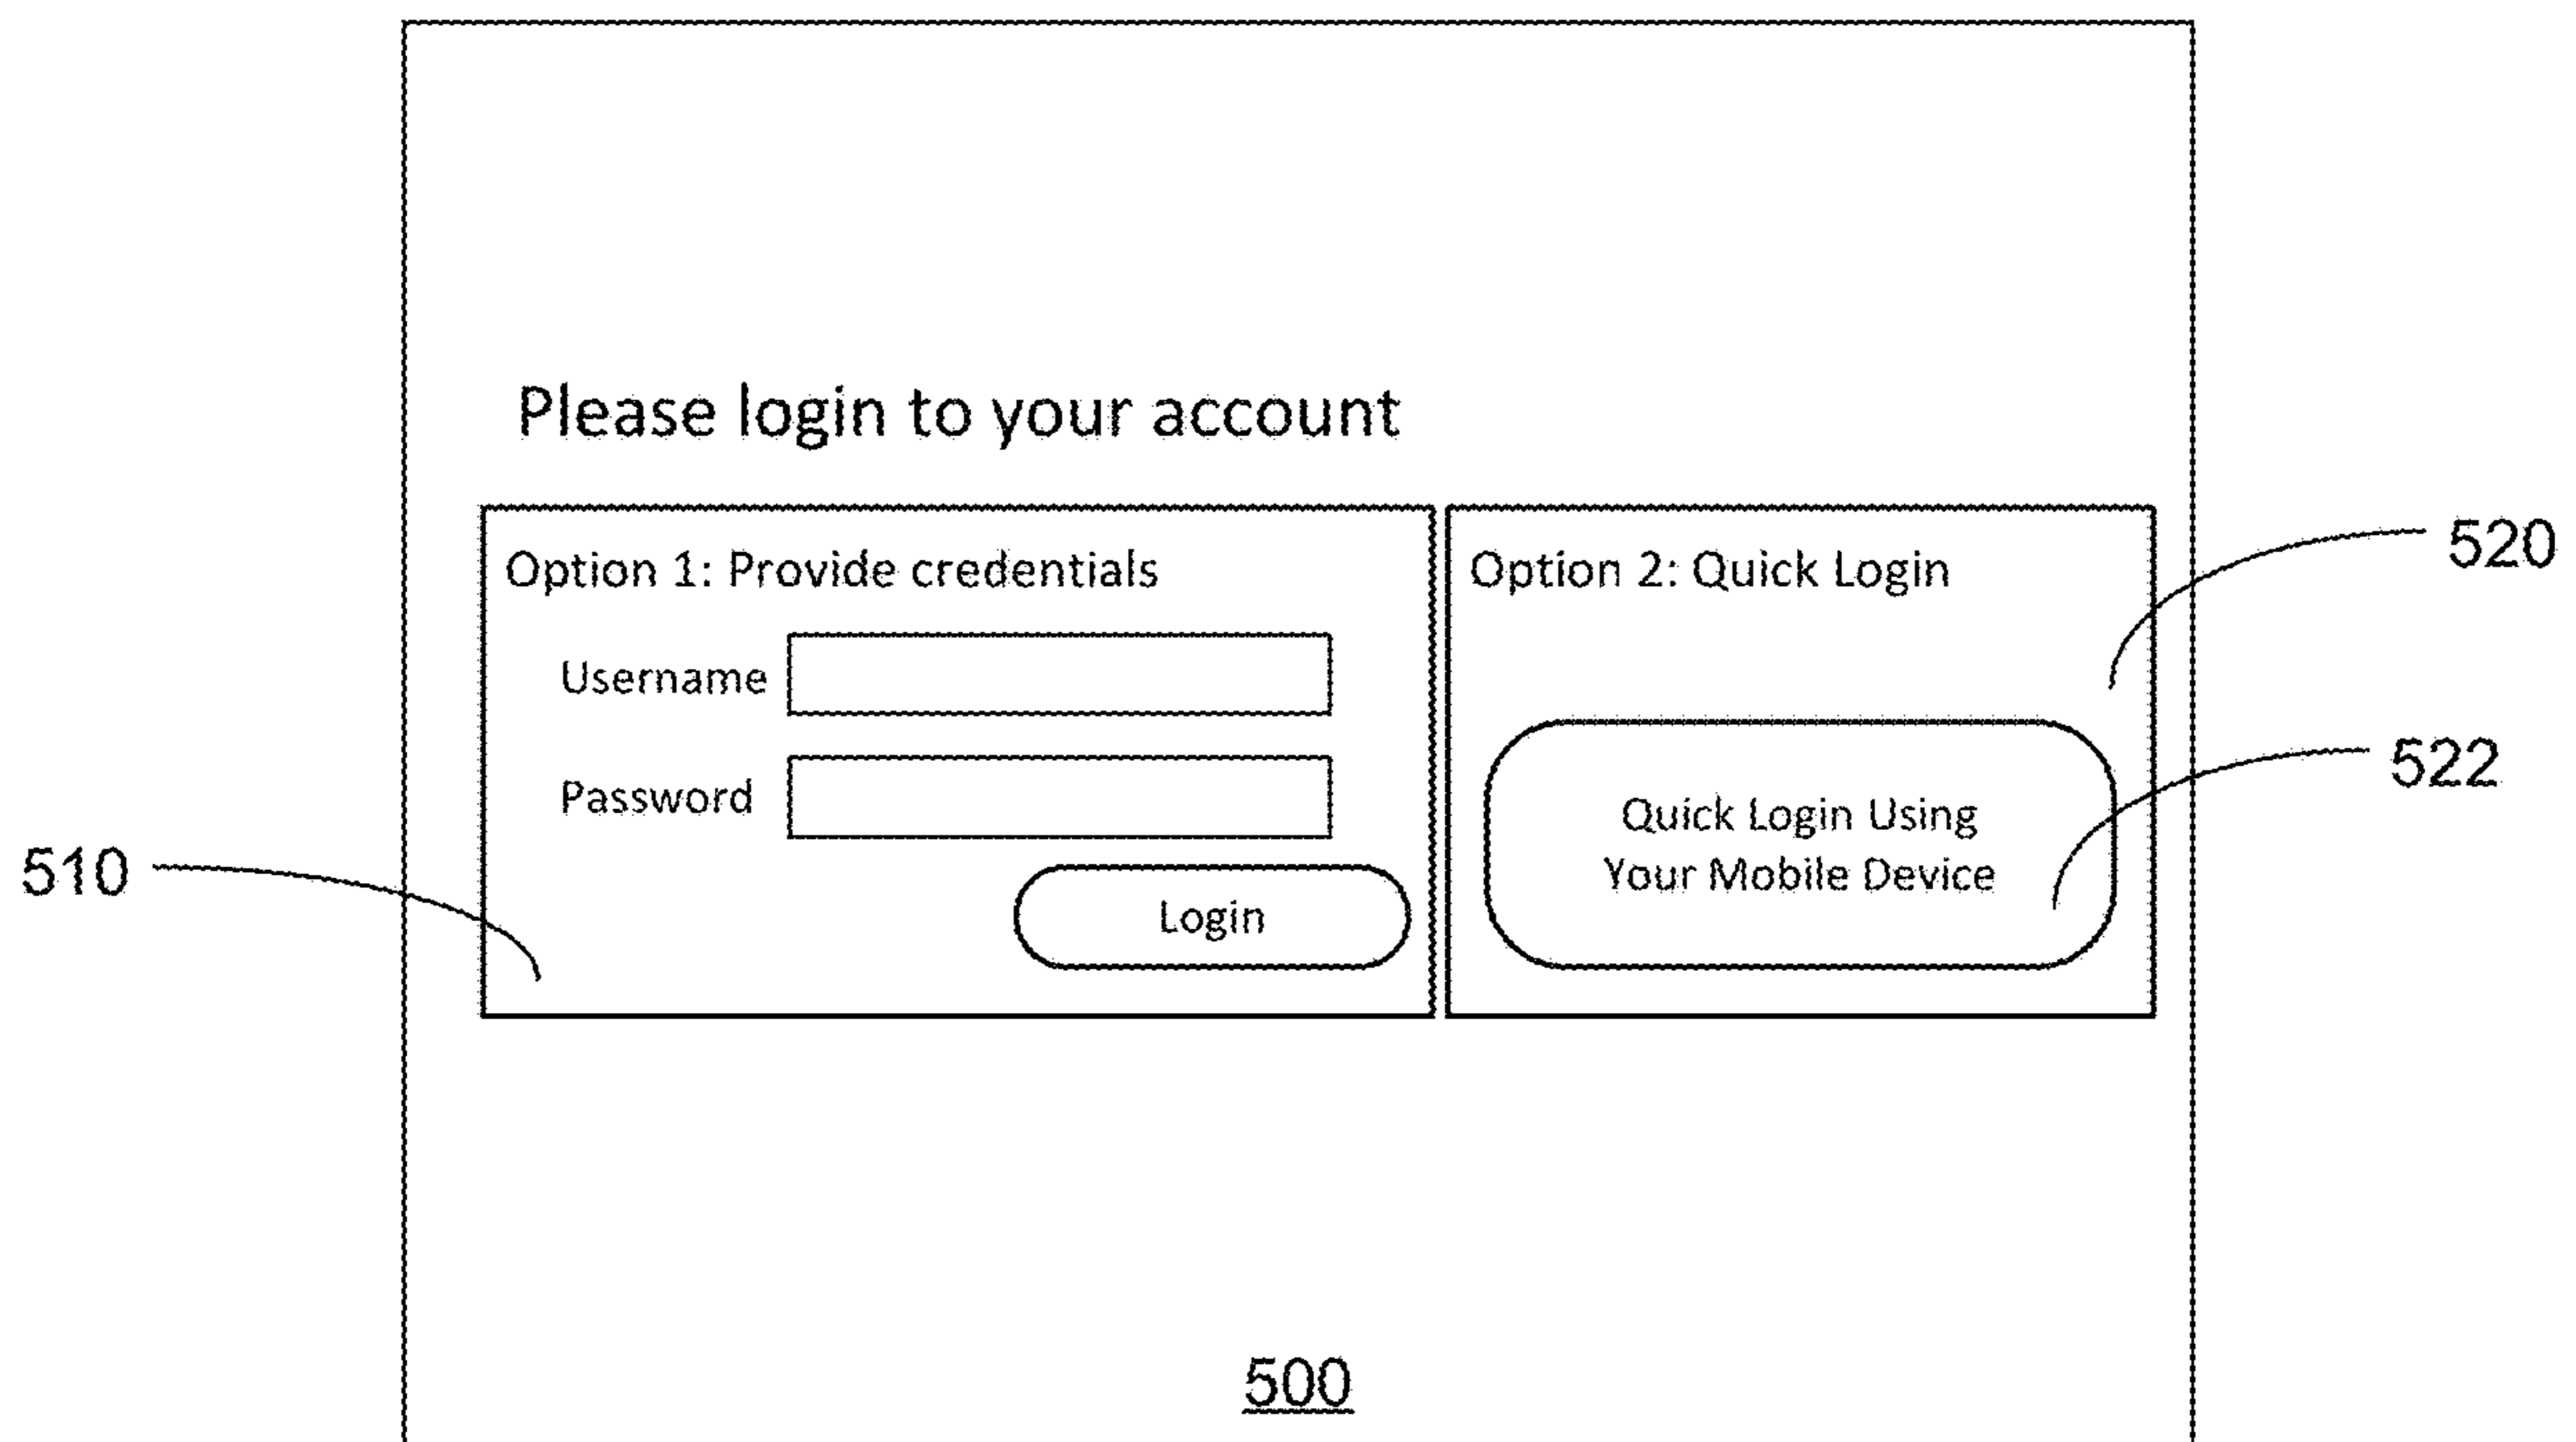 Please login to your account
Option 1: Provide credentials
Username
Password
Login
510
Option 2: Quick Login
Quick Login Using
Your Mobile Device
520
522
500